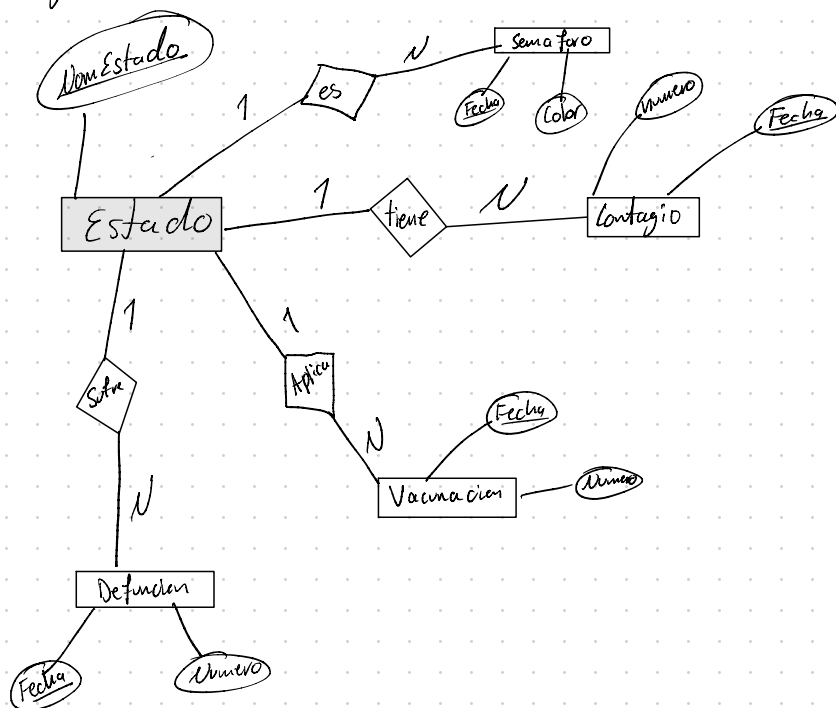 NomEstado
N
Semaforo
es
1
Fecha
Color
Numero
Fecha
Estado
1
tiene
N
Contagio
1
1
Sufre
Aplica
N
Fecha
Vacunacion
Numero
N
Defuncion
Fecha
Numero